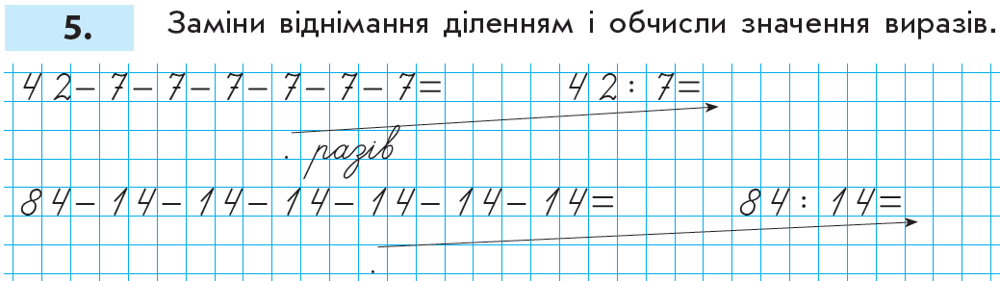 5. Заміни віднімання діленням і обчисли значення виразів.
42-7-7-7-7-7-7= 42:7=
. разів
84-14-14-14-14-14-14= 84:14=
.